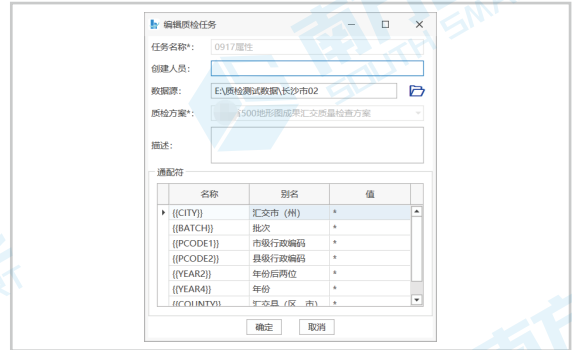 编辑质检任务
任务名称*： 0917属性
创建人员：
数据源： E:\质检测试数据\长沙市02
质检方案*： 1500地形图成果汇交质量检查方案
描述：
通配符
名称 别名 值
{{CITY}} 汇交市（州） *
{{BATCH}} 批次 *
{{PCODE1}} 市级行政编码 *
{{PCODE2}} 县级行政编码 *
{{YEAR2}} 年份后两位 *
{{YEAR4}} 年份 *
{{COUNTY}} 汇交县（区、市） *
确定 取消